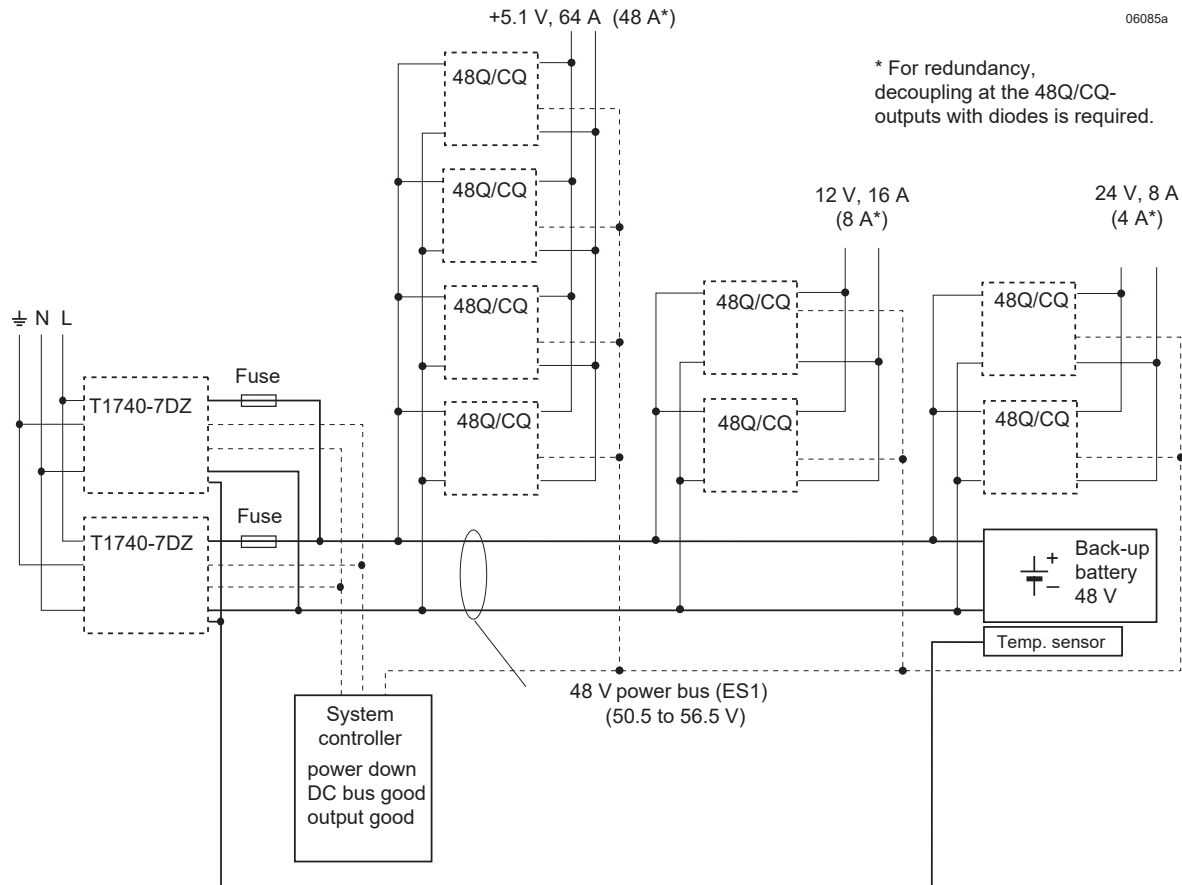 +5.1 V, 64 A (48 A*)
06085a
* For redundancy,
decoupling at the 48Q/CQ-
outputs with diodes is required.
48Q/CQ
48Q/CQ
48Q/CQ
48Q/CQ
12 V, 16 A
(8 A*)
48Q/CQ
48Q/CQ
24 V, 8 A
(4 A*)
48Q/CQ
48Q/CQ
N L
T1740-7DZ
Fuse
T1740-7DZ
Fuse
+
–
Back-up
battery
48 V
Temp. sensor
48 V power bus (ES1)
(50.5 to 56.5 V)
System
controller
power down
DC bus good
output good